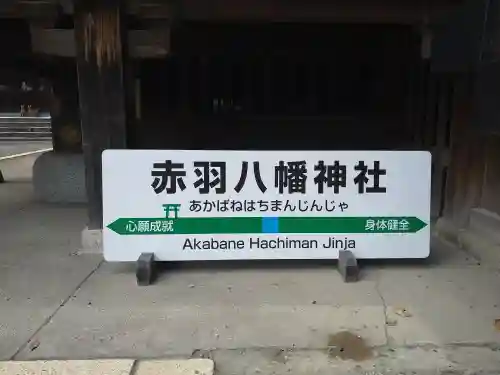 赤羽八幡神社
あかばねはちまんじんじゃ
心願成就 身体健全
Akabane Hachiman Jinja